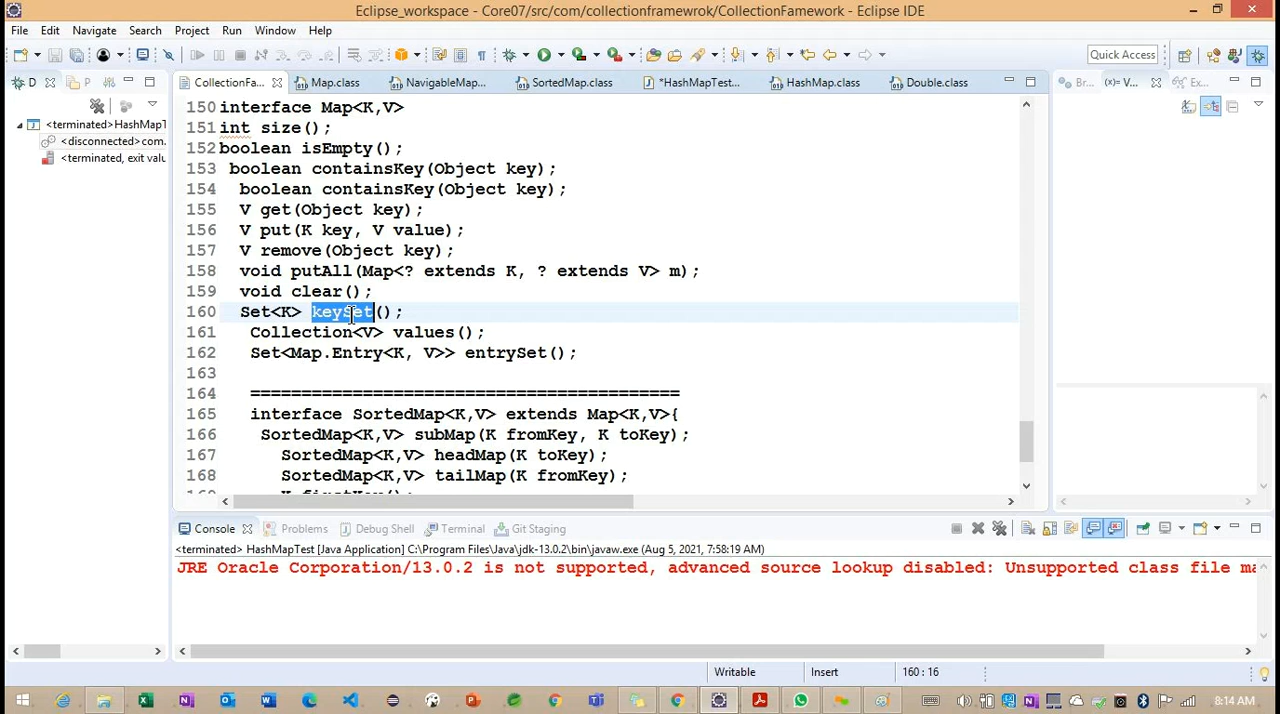 Eclipse_workspace - Core07/src/com/collectionframewrok/CollectionFamework - Eclipse IDE
File Edit Navigate Search Project Run Window Help
Quick Access
D P CollectionFa... Map.class NavigableMap... SortedMap.class *HashMapTest... HashMap.class Double.class Br... (x)= V... Ex...
<terminated>HashMapT
<disconnected>com.
<terminated, exit valu
150 interface Map<K,V>
151 int size();
152 boolean isEmpty();
153 boolean containsKey(Object key);
154 boolean containsKey(Object key);
155 V get(Object key);
156 V put(K key, V value);
157 V remove(Object key);
158 void putAll(Map<? extends K, ? extends V> m);
159 void clear();
160 Set<K> keySet();
161 Collection<V> values();
162 Set<Map.Entry<K, V>> entrySet();
163
164 ==========================================
165 interface SortedMap<K,V> extends Map<K,V>{
166 SortedMap<K,V> subMap(K fromKey, K toKey);
167 SortedMap<K,V> headMap(K toKey);
168 SortedMap<K,V> tailMap(K fromKey);
169 K firstKey();
Console Problems Debug Shell Terminal Git Staging
<terminated> HashMapTest [Java Application] C:\Program Files\Java\jdk-13.0.2\bin\javaw.exe (Aug 5, 2021, 7:58:19 AM)
JRE Oracle Corporation/13.0.2 is not supported, advanced source lookup disabled: Unsupported class file ma
Writable Insert 160 : 16
8:14 AM